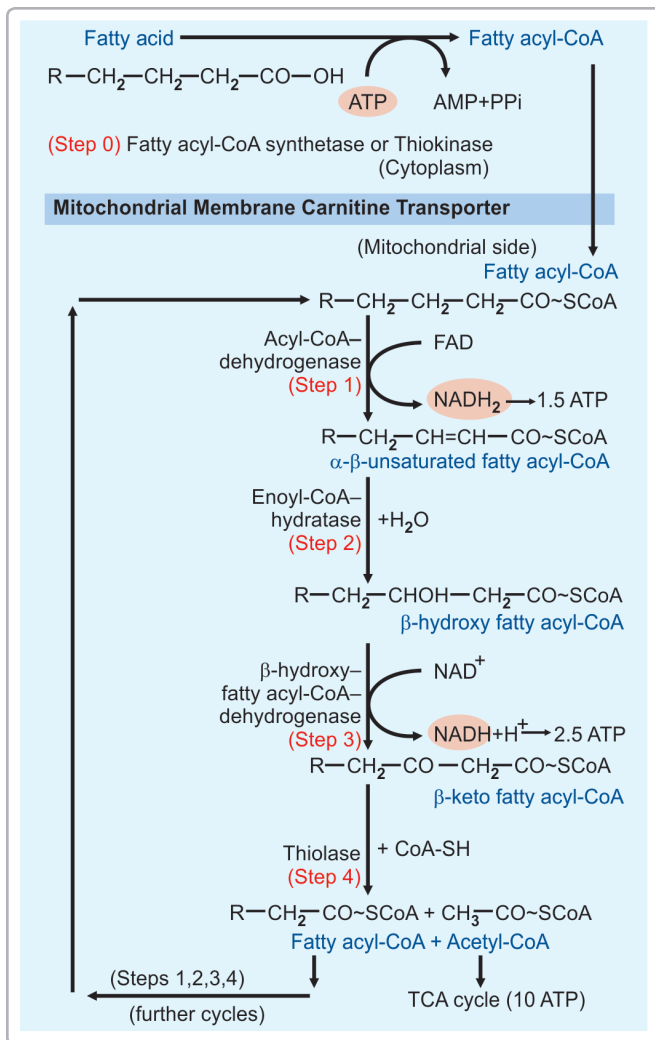 Fatty acid Fatty acyl-CoA
R—CH₂—CH₂—CH₂—CO—OH
ATP AMP+PPi
(Step 0) Fatty acyl-CoA synthetase or Thiokinase
(Cytoplasm)
Mitochondrial Membrane Carnitine Transporter
(Mitochondrial side)
Fatty acyl-CoA
R—CH₂—CH₂—CH₂—CO~SCoA
Acyl-CoA–
dehydrogenase
(Step 1)
FAD
NADH₂ 1.5 ATP
R—CH₂—CH=CH—CO~SCoA
α-β-unsaturated fatty acyl-CoA
Enoyl-CoA–
hydratase
(Step 2)
+H₂O
R—CH₂—CHOH—CH₂—CO~SCoA
β-hydroxy fatty acyl-CoA
β-hydroxy–
fatty acyl-CoA–
dehydrogenase
(Step 3)
NAD⁺
NADH+H⁺ 2.5 ATP
R—CH₂—CO—CH₂—CO~SCoA
β-keto fatty acyl-CoA
Thiolase
(Step 4)
+ CoA-SH
R—CH₂—CO~SCoA + CH₃—CO~SCoA
Fatty acyl-CoA + Acetyl-CoA
(Steps 1,2,3,4)
(further cycles)
TCA cycle (10 ATP)